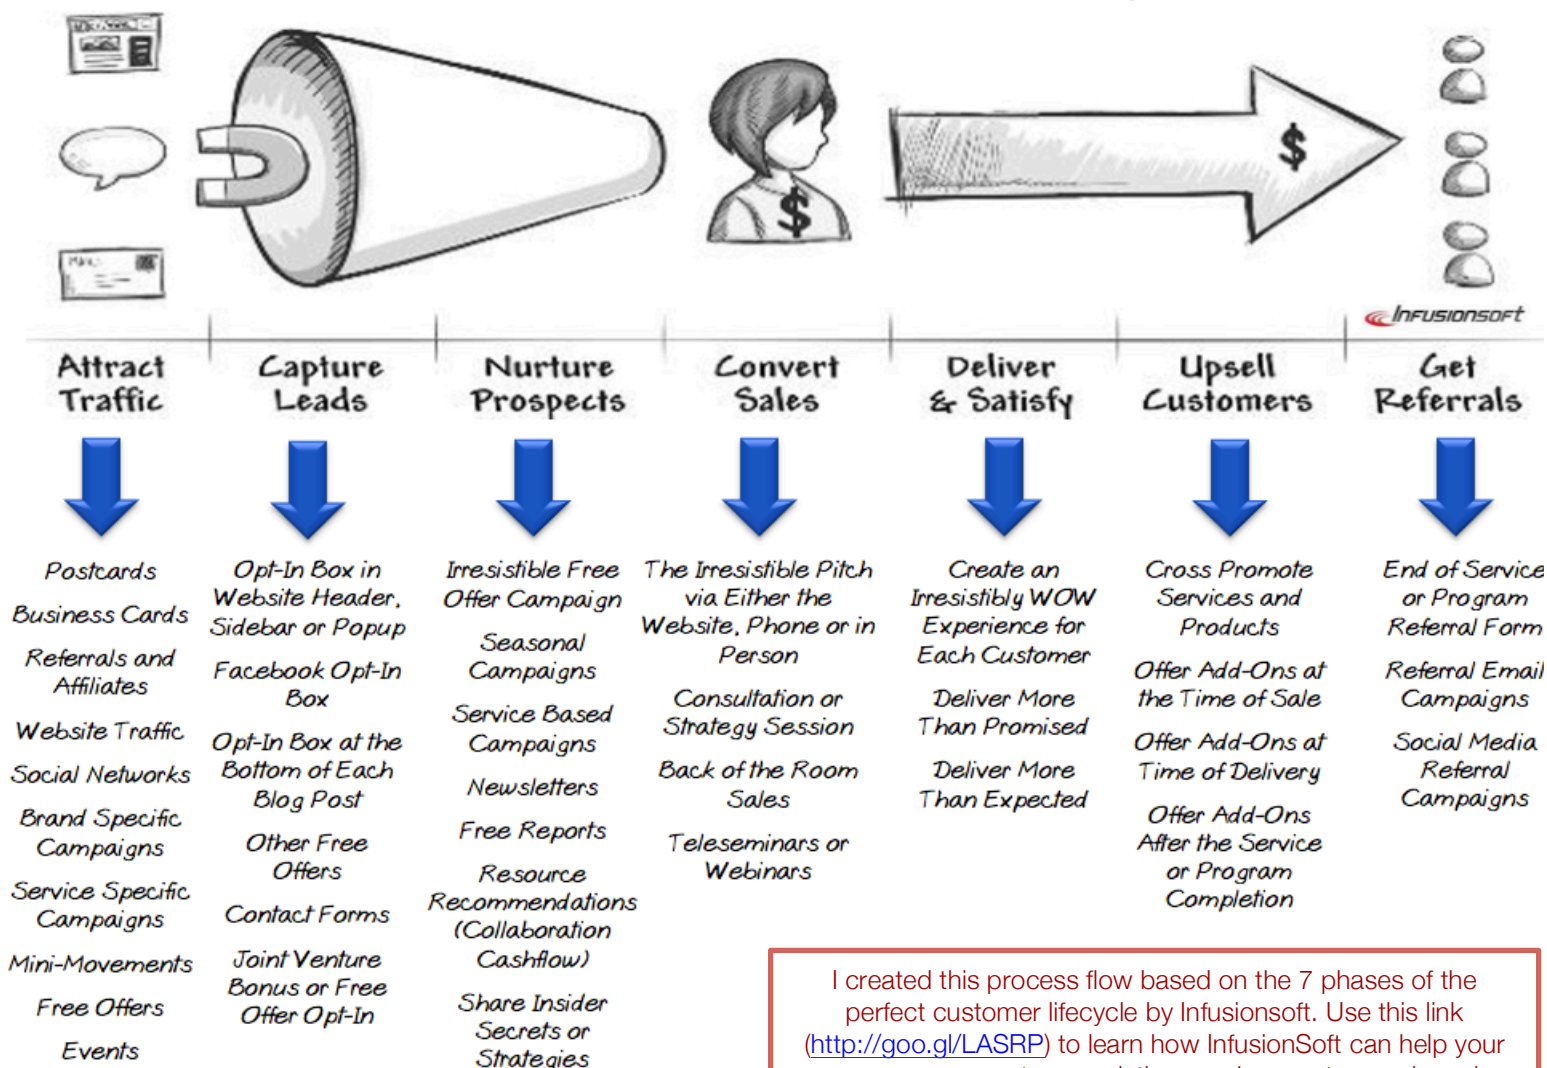 Infusionsoft
Attract
Traffic
Capture
Leads
Nurture
Prospects
Convert
Sales
Deliver
& Satisfy
Upsell
Customers
Get
Referrals
Postcards
Business Cards
Referrals and
Affiliates
Website Traffic
Social Networks
Brand Specific
Campaigns
Service Specific
Campaigns
Mini-Movements
Free Offers
Events
Opt-In Box in
Website Header,
Sidebar or Popup
Facebook Opt-In
Box
Opt-In Box at the
Bottom of Each
Blog Post
Other Free
Offers
Contact Forms
Joint Venture
Bonus or Free
Offer Opt-In
Irresistible Free
Offer Campaign
Seasonal
Campaigns
Service Based
Campaigns
Newsletters
Free Reports
Resource
Recommendations
(Collaboration
Cashflow)
Share Insider
Secrets or
Strategies
The Irresistible Pitch
via Either the
Website, Phone or in
Person
Consultation or
Strategy Session
Back of the Room
Sales
Teleseminars or
Webinars
Create an
Irresistibly WOW
Experience for
Each Customer
Deliver More
Than Promised
Deliver More
Than Expected
Cross Promote
Services and
Products
Offer Add-Ons at
the Time of Sale
Offer Add-Ons at
Time of Delivery
Offer Add-Ons
After the Service
or Program
Completion
End of Service
or Program
Referral Form
Referral Email
Campaigns
Social Media
Referral
Campaigns
I created this process flow based on the 7 phases of the
perfect customer lifecycle by Infusionsoft. Use this link
(http://goo.gl/LASRP) to learn how InfusionSoft can help your